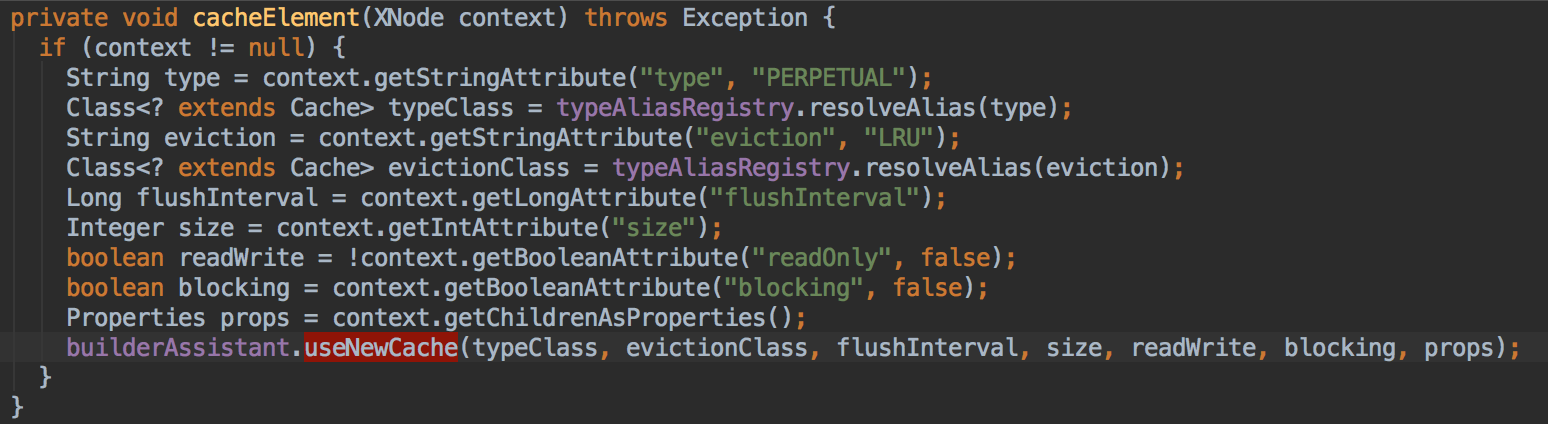 private void cacheElement(XNode context) throws Exception {
  if (context != null) {
    String type = context.getStringAttribute("type", "PERPETUAL");
    Class<? extends Cache> typeClass = typeAliasRegistry.resolveAlias(type);
    String eviction = context.getStringAttribute("eviction", "LRU");
    Class<? extends Cache> evictionClass = typeAliasRegistry.resolveAlias(eviction);
    Long flushInterval = context.getLongAttribute("flushInterval");
    Integer size = context.getIntAttribute("size");
    boolean readWrite = !context.getBooleanAttribute("readOnly", false);
    boolean blocking = context.getBooleanAttribute("blocking", false);
    Properties props = context.getChildrenAsProperties();
    builderAssistant.useNewCache(typeClass, evictionClass, flushInterval, size, readWrite, blocking, props);
  }
}